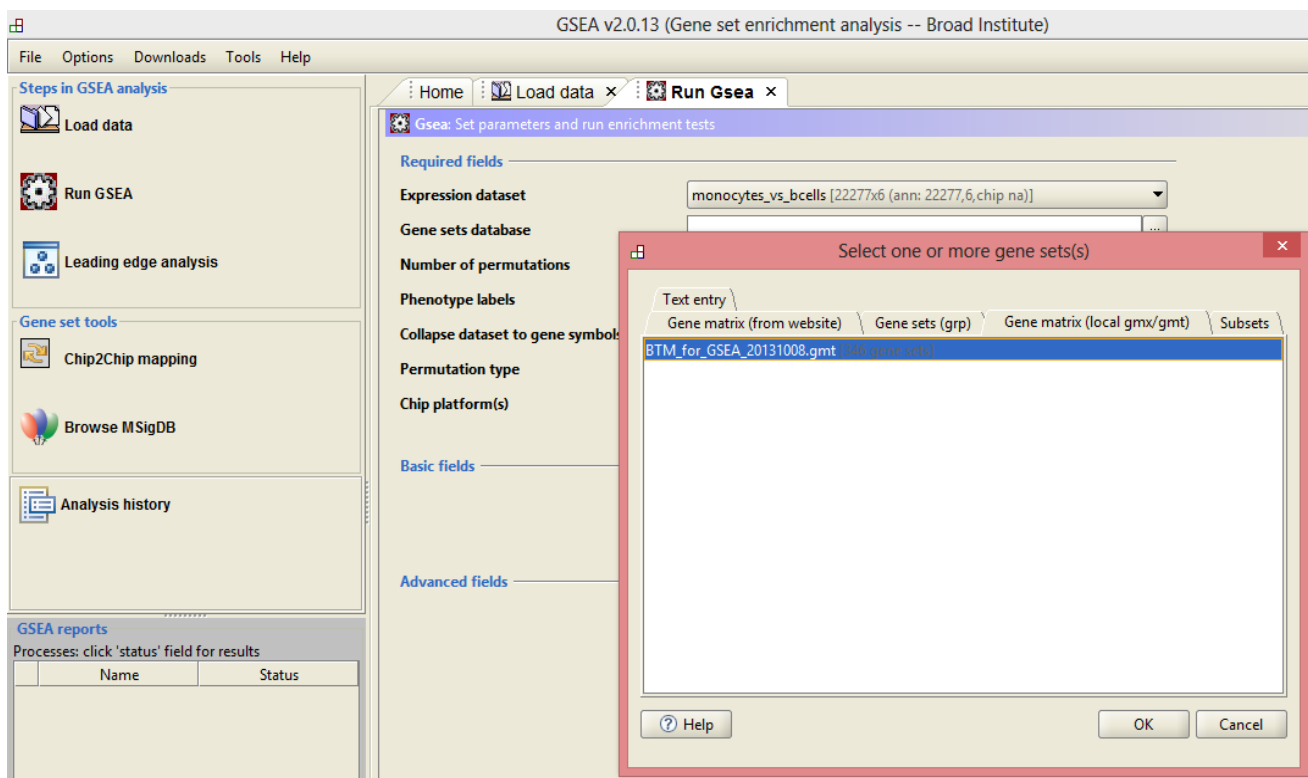 GSEA v2.0.13 (Gene set enrichment analysis -- Broad Institute)
File Options Downloads Tools Help
Steps in GSEA analysis
Load data
Run GSEA
Leading edge analysis
Gene set tools
Chip2Chip mapping
Browse MSigDB
Analysis history
GSEA reports
Processes: click 'status' field for results
Name Status
Home Load data × Run Gsea ×
Gsea: Set parameters and run enrichment tests
Required fields
Expression dataset monocytes_vs_bcells [22277x6 (ann: 22277,6,chip na)]
Gene sets database ...
Number of permutations
Phenotype labels
Collapse dataset to gene symbols
Permutation type
Chip platform(s)
Basic fields
Advanced fields
Select one or more gene sets(s) ×
Text entry
Gene matrix (from website) Gene sets (grp) Gene matrix (local gmx/gmt) Subsets
BTM_for_GSEA_20131008.gmt [346 gene sets]
? Help OK Cancel